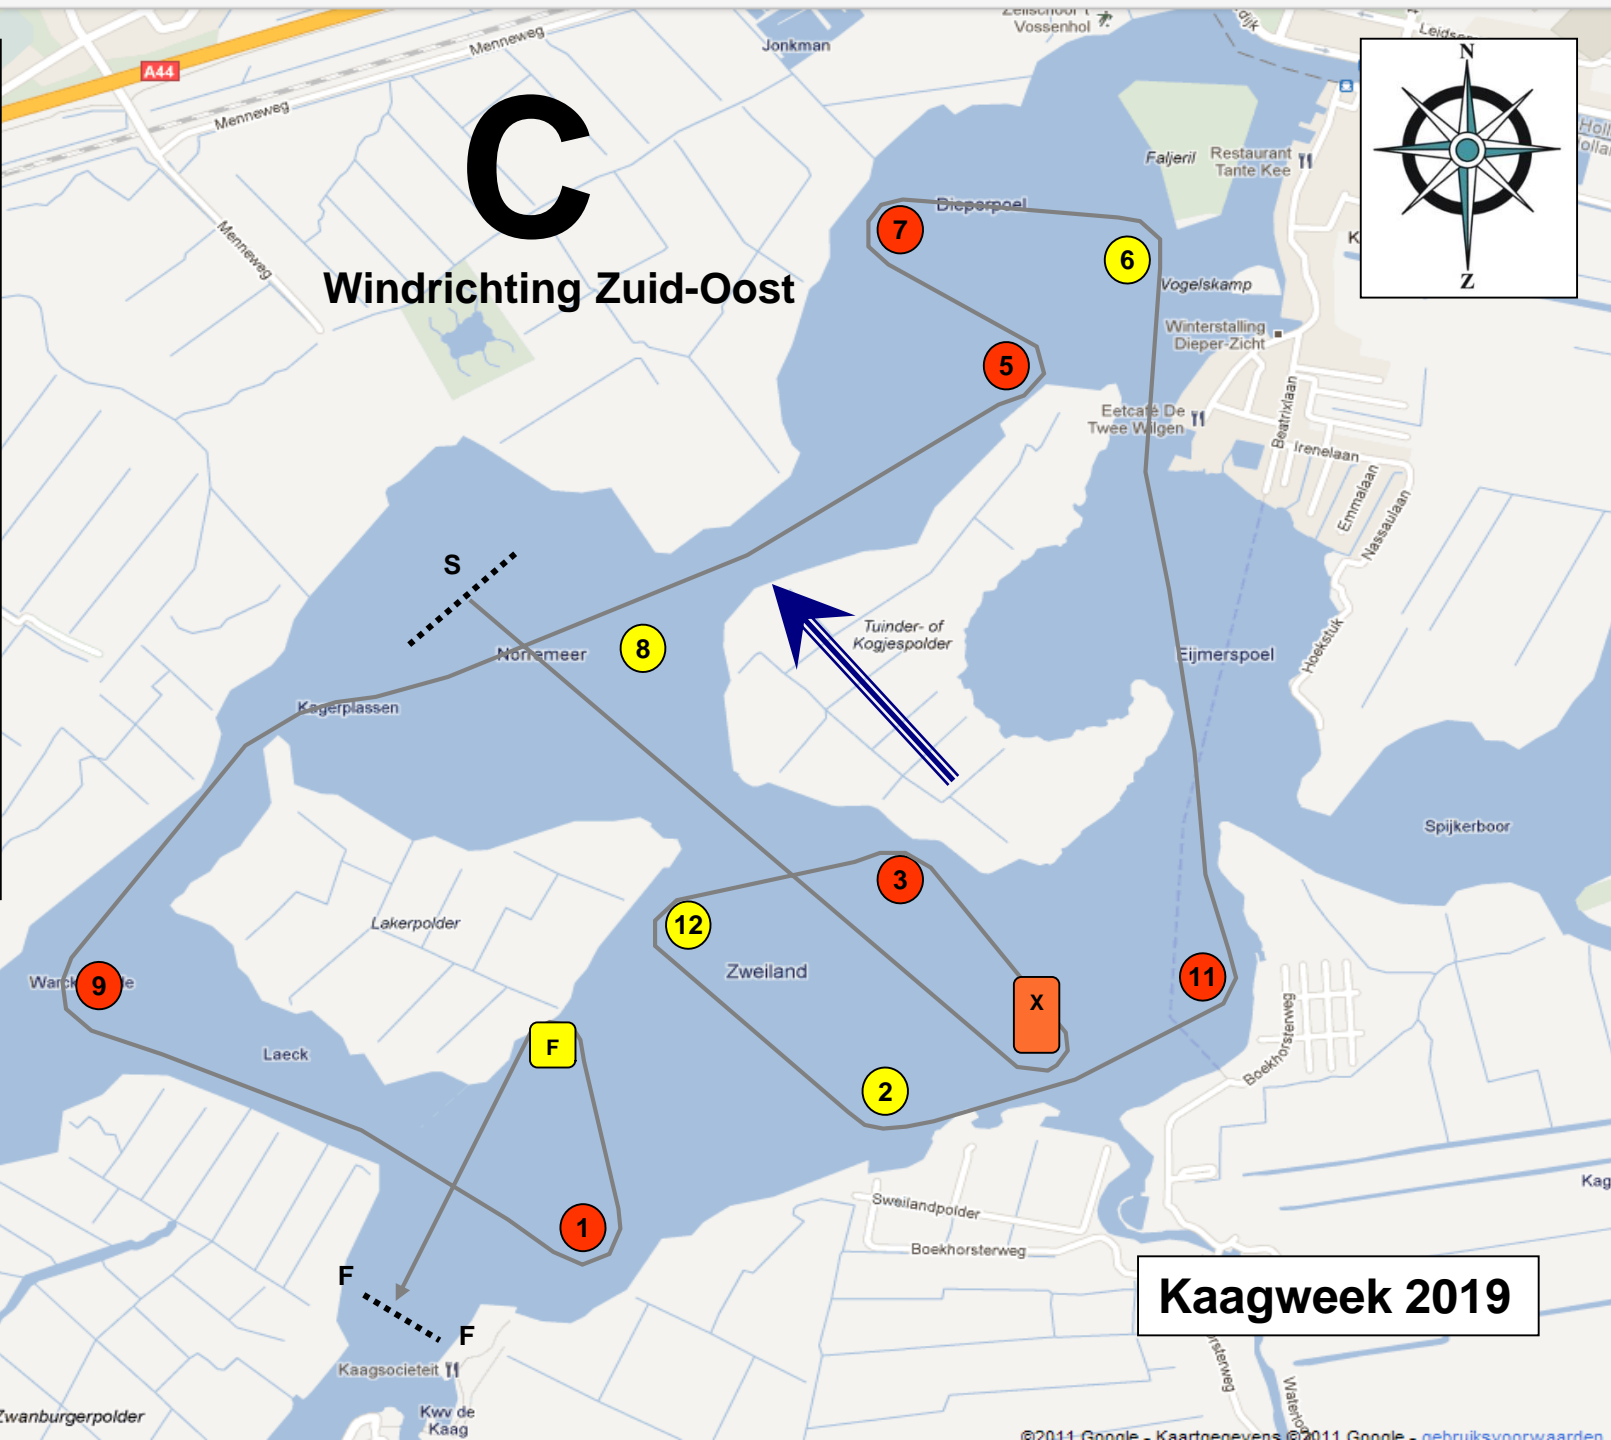 Zeilschool 't
Vossenhol
Jonkman
Menneweg
A44
Menneweg
Menneweg
C
Windrichting Zuid-Oost
N
Z
Faljeril
Restaurant
Tante Kee
K
Dieperpoel
7
6
Vogelskamp
Winterstalling
Dieper-Zicht
5
Eetcafé De
Twee Wilgen
Beatrixlaan
Irenelaan
Emmalaan
Nassaulaan
S
8
Norremeer
Tuinder- of
Kogjespolder
Eijmerspoel
Hoekstuk
Kagerplassen
Spijkerboor
3
12
Lakerpolder
Zweiland
11
9
X
F
Laeck
2
Boekhorsterweg
1
Sweilandpolder
Boekhorsterweg
Kag
F
F
Kaagweek 2019
Kaagsocieteit
Kwv de
Kaag
Zwanburgerpolder
orsterweg
©2011 Google - Kaartgegevens ©2011 Google - gebruiksvoorwaarden